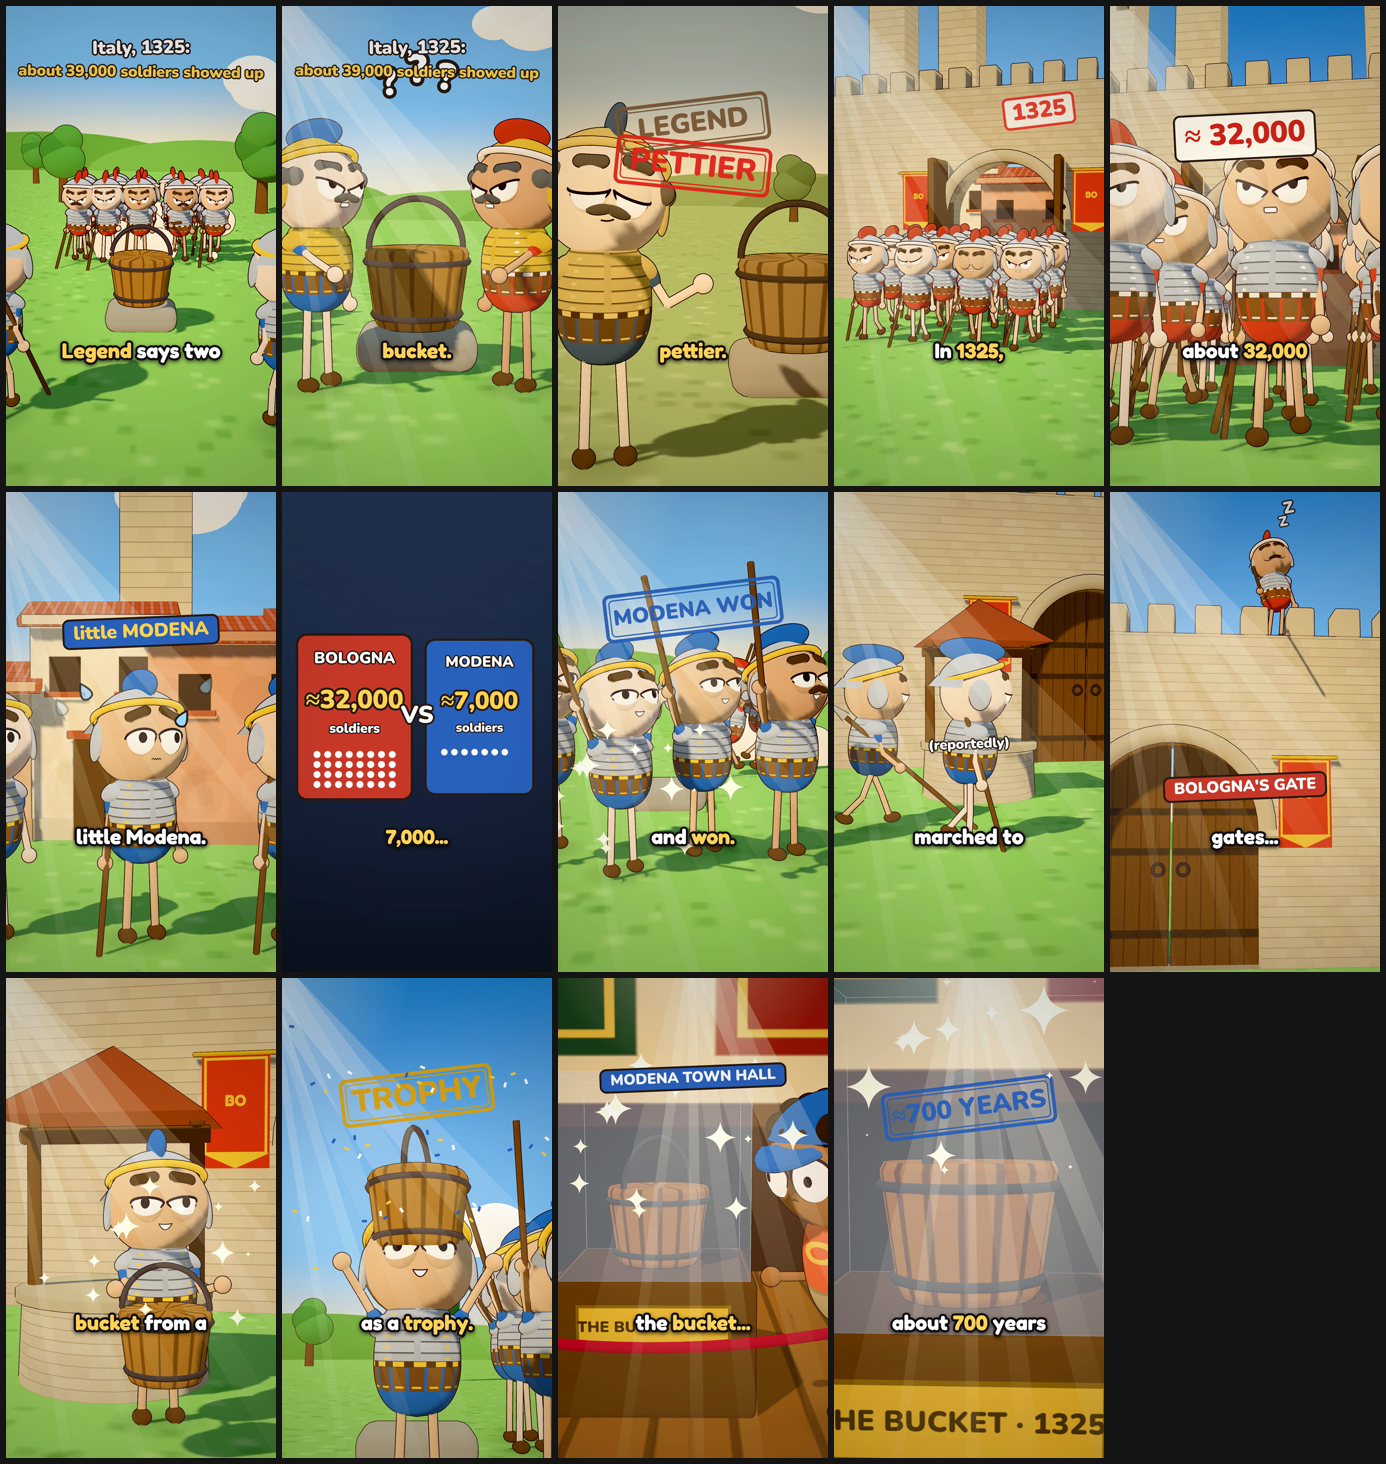 Italy, 1325:
about 39,000 soldiers showed up
Legend says two
Italy, 1325:
about 39,000 soldiers showed up
? ? ?
bucket.
LEGEND
PETTIER
pettier.
1325
BO
BO
In 1325,
≈ 32,000
about 32,000
little MODENA
little Modena.
BOLOGNA
≈32,000
soldiers
VS
MODENA
≈7,000
soldiers
7,000...
MODENA WON
and won.
(reportedly)
marched to
Z
Z
BOLOGNA'S GATE
gates...
BO
bucket from a
TROPHY
as a trophy.
MODENA TOWN HALL
THE BU
the bucket...
≈700 YEARS
about 700 years
HE BUCKET · 1325